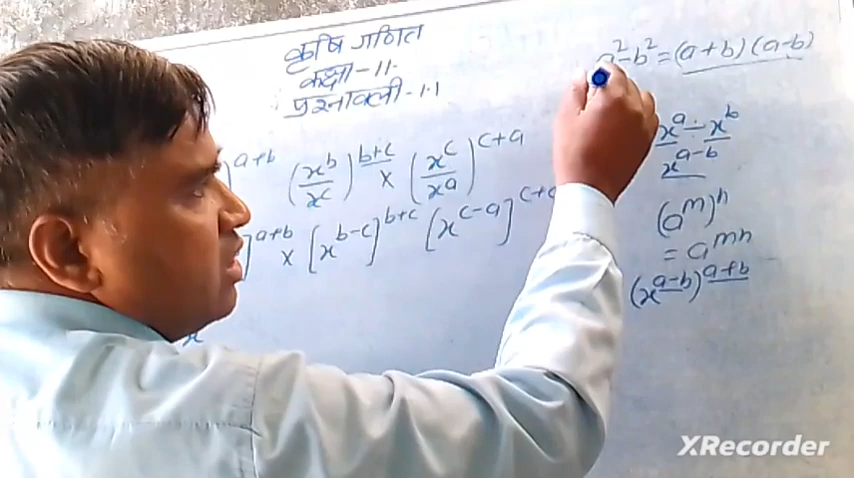 कृषि गणित
कक्षा - 11.
प्रश्नावली - 1.1
a² - b² = (a+b) (a-b)
)^{a+b} (x^b/x^c)^{b+c} × (x^c/x^a)^{c+a}
]^{a+b} × [x^{b-c}]^{b+c} [x^{c-a}]^{c+a}
x^a ÷ x^b
x^{a-b}
(a^m)^n
= a^{mn}
(x^{a-b})^{a+b}
x
XRecorder